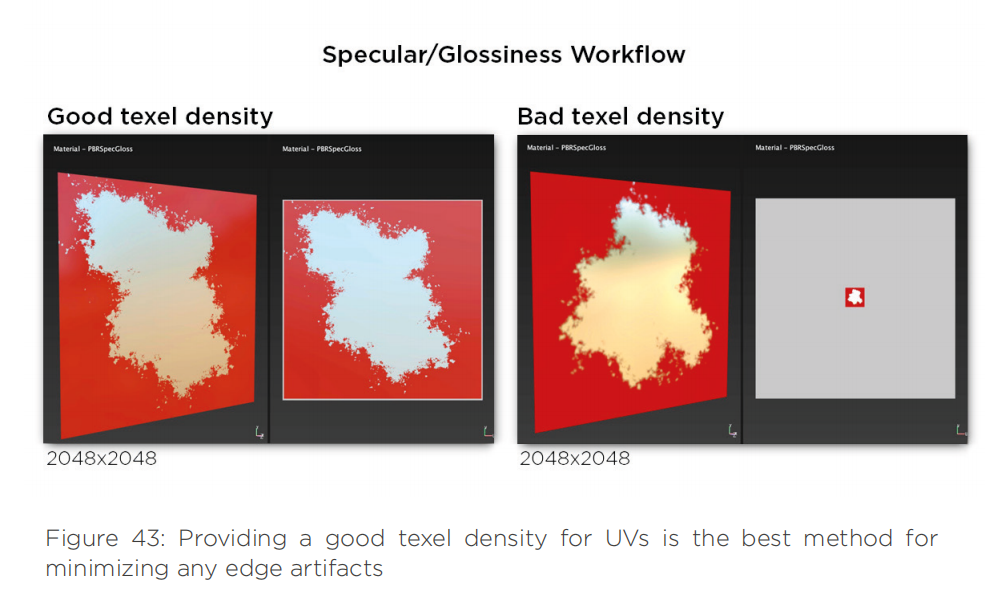 Specular/Glossiness Workflow
Good texel density
Bad texel density
Material - PBRSpecGloss
Material - PBRSpecGloss
Material - PBRSpecGloss
Material - PBRSpecGloss
2048x2048
2048x2048
Figure 43: Providing a good texel density for UVs is the best method for
minimizing any edge artifacts